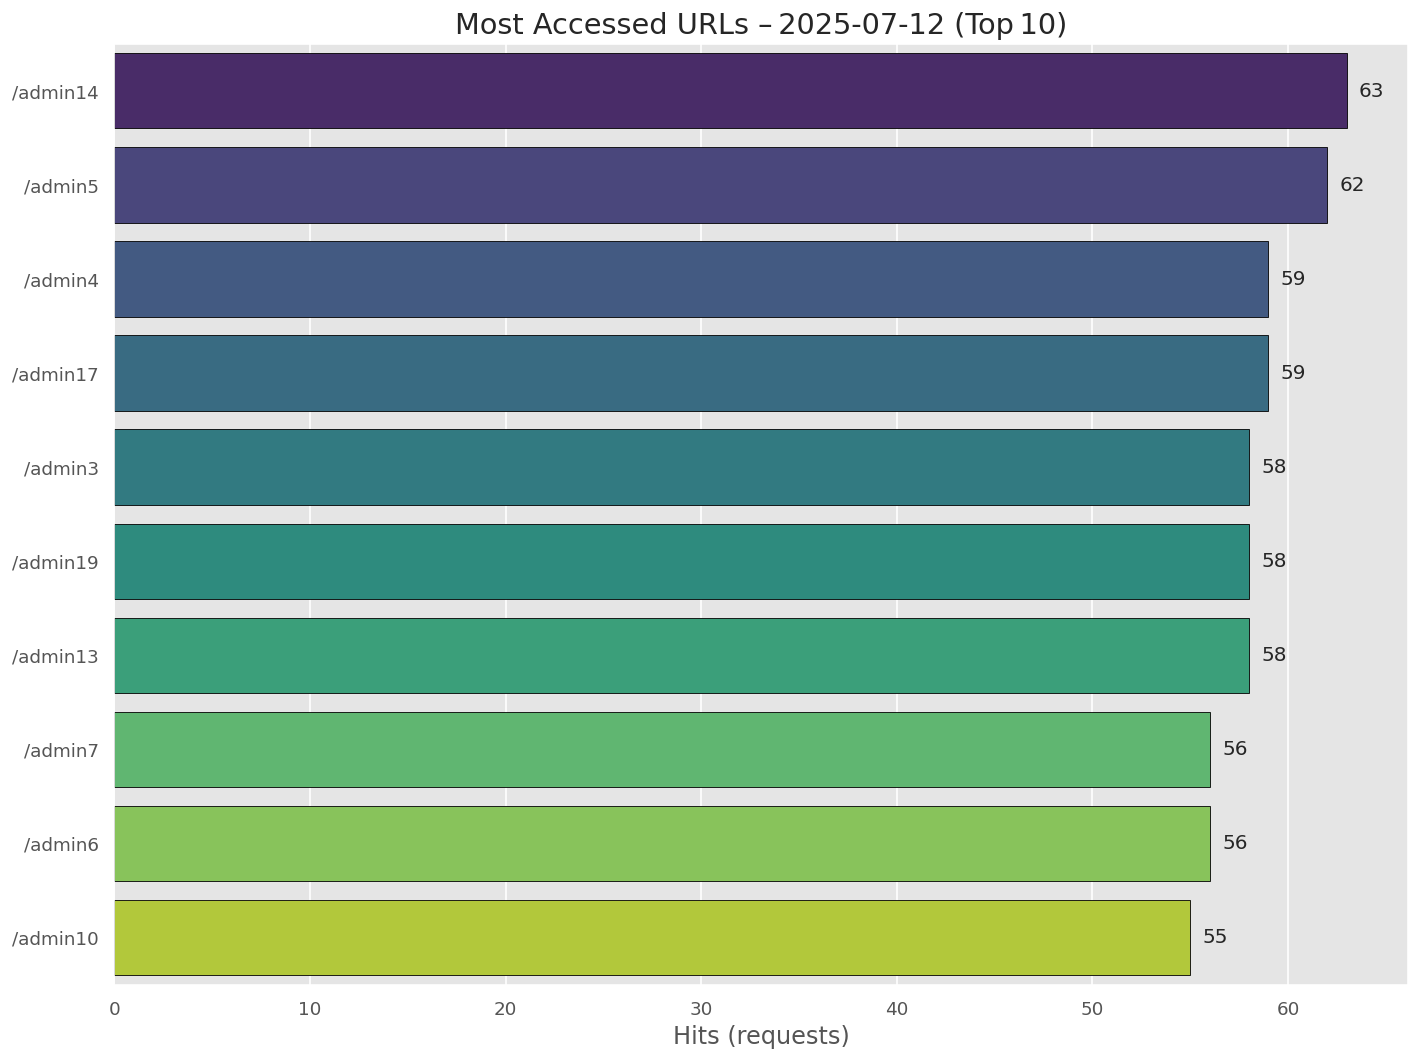 Most Accessed URLs – 2025-07-12 (Top 10)
/admin14 63
/admin5 62
/admin4 59
/admin17 59
/admin3 58
/admin19 58
/admin13 58
/admin7 56
/admin6 56
/admin10 55
0 10 20 30 40 50 60
Hits (requests)